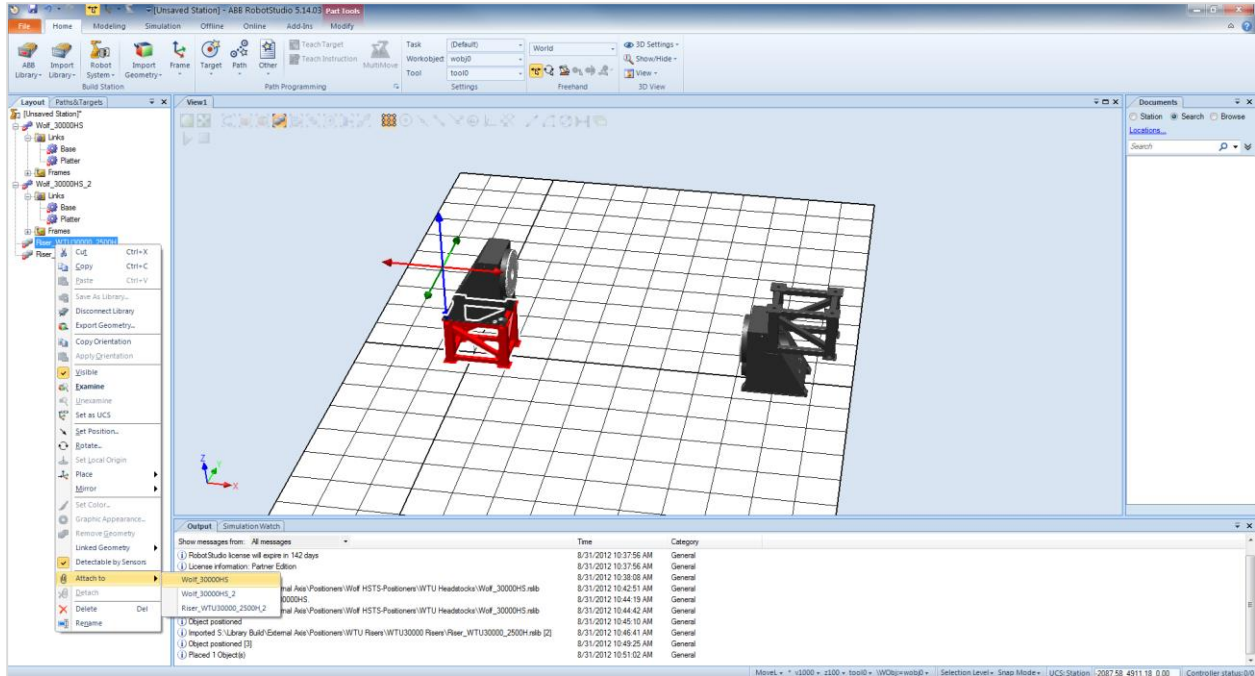 [Unsaved Station] - ABB RobotStudio 5.14.03
Part Tools
File Home Modeling Simulation Offline Online Add-Ins Modify
ABB Library
Import Library
Robot System
Import Geometry
Build Station
Frame
Target
Path
Other
Teach Target
Teach Instruction
MultiMove
Path Programming
Task (Default)
Workobject wobj0
Tool tool0
Settings
World
Freehand
3D Settings
Show/Hide
View
3D View
Layout Paths&Targets
[Unsaved Station]*
Wolf_30000HS
Links
Base
Platter
Frames
Wolf_30000HS_2
Links
Base
Platter
Frames
Riser_WTU30000_2500H
Riser_
Cut Ctrl+X
Copy Ctrl+C
Paste Ctrl+V
Save As Library...
Disconnect Library
Export Geometry...
Copy Orientation
Apply Orientation
Visible
Examine
Unexamine
Set as UCS
Set Position...
Rotate...
Set Local Origin
Place
Mirror
Set Color...
Graphic Appearance...
Remove Geometry
Linked Geometry
Detectable by Sensors
Attach to
Detach
Delete Del
Rename
Wolf_30000HS
Wolf_30000HS_2
Riser_WTU30000_2500H_2
View1
Z
Y
X
Documents
Station Search Browse
Locations...
Search
Output Simulation Watch
Show messages from: All messages Time Category
RobotStudio license will expire in 142 days 8/31/2012 10:37:56 AM General
License information: Partner Edition 8/31/2012 10:37:56 AM General
8/31/2012 10:38:08 AM General
nal Axis\Positioners\Wolf HSTS-Positioners\WTU Headstocks\Wolf_30000HS.rslib 8/31/2012 10:42:51 AM General
0000HS. 8/31/2012 10:44:19 AM General
nal Axis\Positioners\Wolf HSTS-Positioners\WTU Headstocks\Wolf_30000HS.rslib 8/31/2012 10:44:42 AM General
Object positioned 8/31/2012 10:45:10 AM General
Imported S:\Library Build\External Axis\Positioners\WTU Risers\WTU30000 Risers\Riser_WTU30000_2500H.rslib [2] 8/31/2012 10:46:41 AM General
Object positioned [3] 8/31/2012 10:49:25 AM General
Placed 1 Object(s) 8/31/2012 10:51:02 AM General
MoveL * v1000 z100 tool0 \WObj:=wobj0 Selection Level Snap Mode UCS: Station -2087.58 4911.18 0.00 Controller status: 0/0